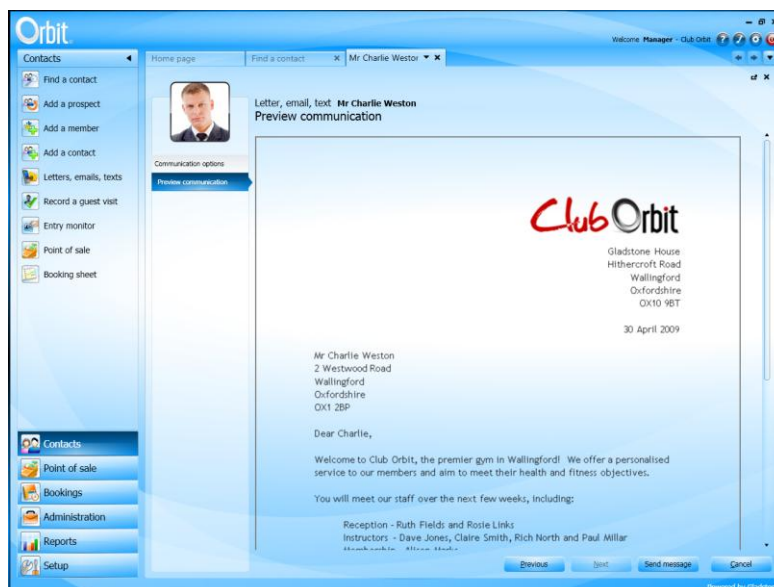 Orbit
Welcome Manager - Club Orbit
Contacts
Find a contact
Add a prospect
Add a member
Add a contact
Letters, emails, texts
Record a guest visit
Entry monitor
Point of sale
Booking sheet
Contacts
Point of sale
Bookings
Administration
Reports
Setup
Home page
Find a contact
Mr Charlie Westor
Communication options
Preview communication
Letter, email, text Mr Charlie Weston
Preview communication
Club Orbit
Gladstone House
Hithercroft Road
Wallingford
Oxfordshire
OX10 9BT
30 April 2009
Mr Charlie Weston
2 Westwood Road
Wallingford
Oxfordshire
OX1 2BP
Dear Charlie,
Welcome to Club Orbit, the premier gym in Wallingford! We offer a personalised
service to our members and aim to meet their health and fitness objectives.
You will meet our staff over the next few weeks, including:
Reception - Ruth Fields and Rosie Links
Instructors - Dave Jones, Claire Smith, Rich North and Paul Millar
Previous
Next
Send message
Cancel